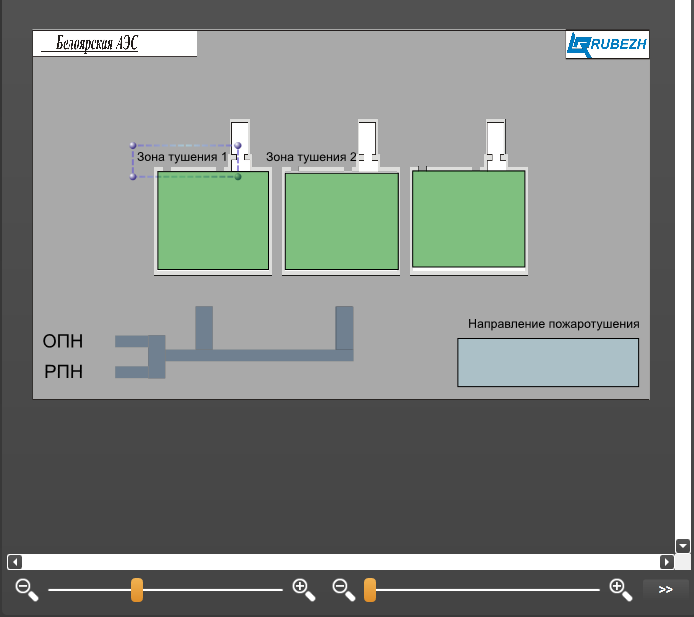 Белоярская АЭС
RUBEZH
Зона тушения 1
Зона тушения 2
ОПН
РПН
Направление пожаротушения
>>